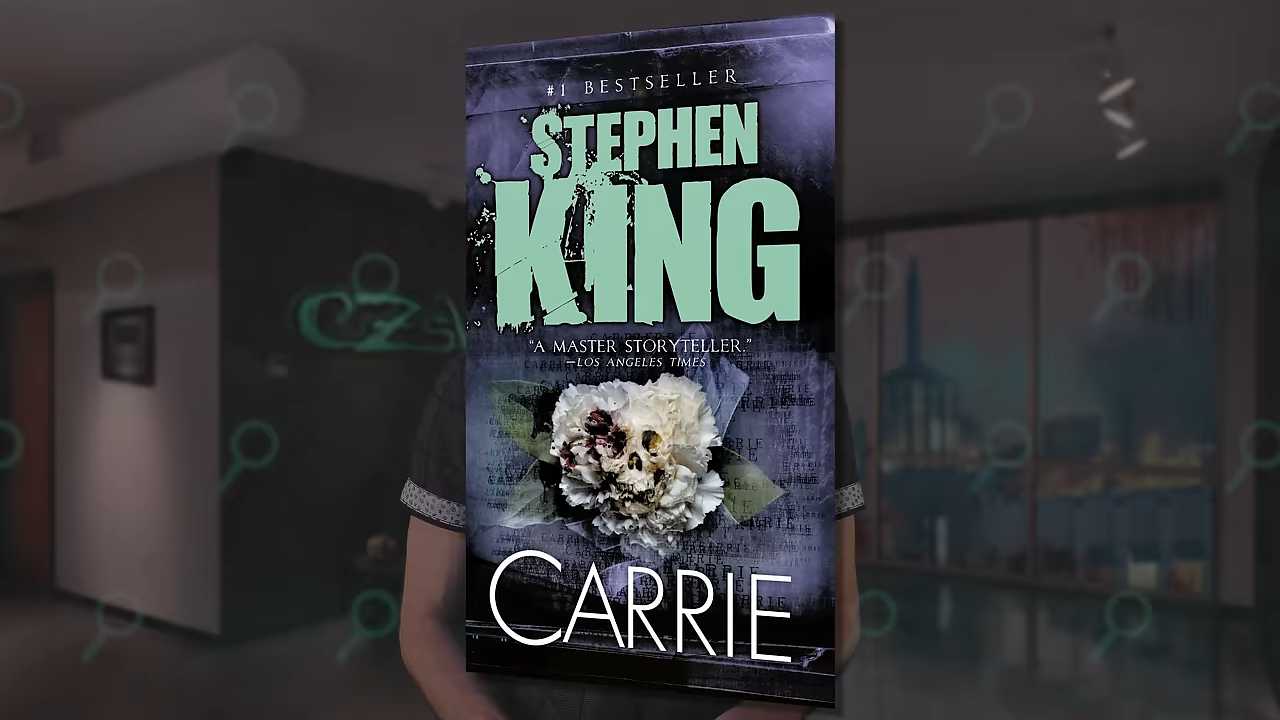 #1 BESTSELLER
STEPHEN
KING
"A MASTER STORYTELLER."
—LOS ANGELES TIMES
CARRIE